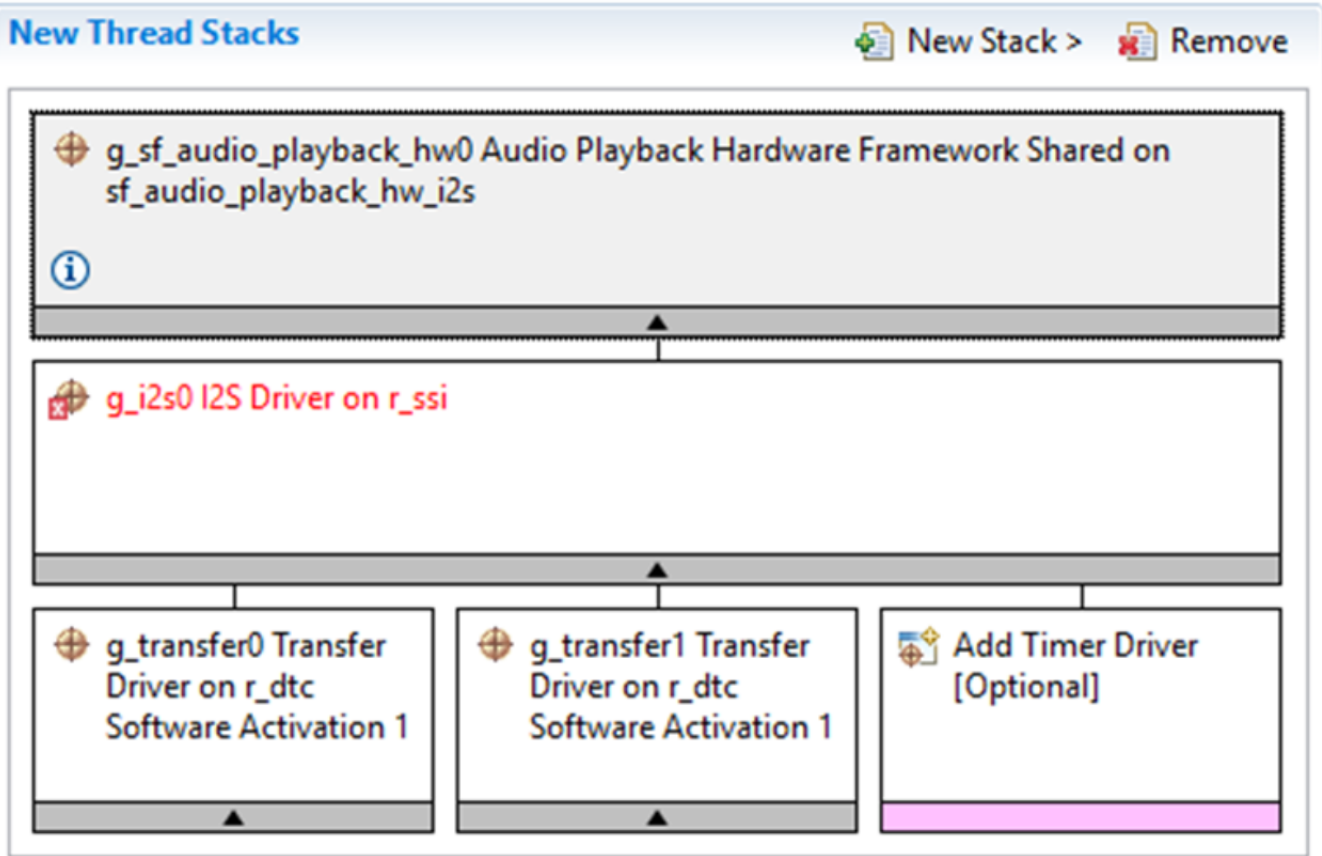 New Thread Stacks
New Stack > Remove
g_sf_audio_playback_hw0 Audio Playback Hardware Framework Shared on
sf_audio_playback_hw_i2s
g_i2s0 I2S Driver on r_ssi
g_transfer0 Transfer
Driver on r_dtc
Software Activation 1
g_transfer1 Transfer
Driver on r_dtc
Software Activation 1
Add Timer Driver
[Optional]